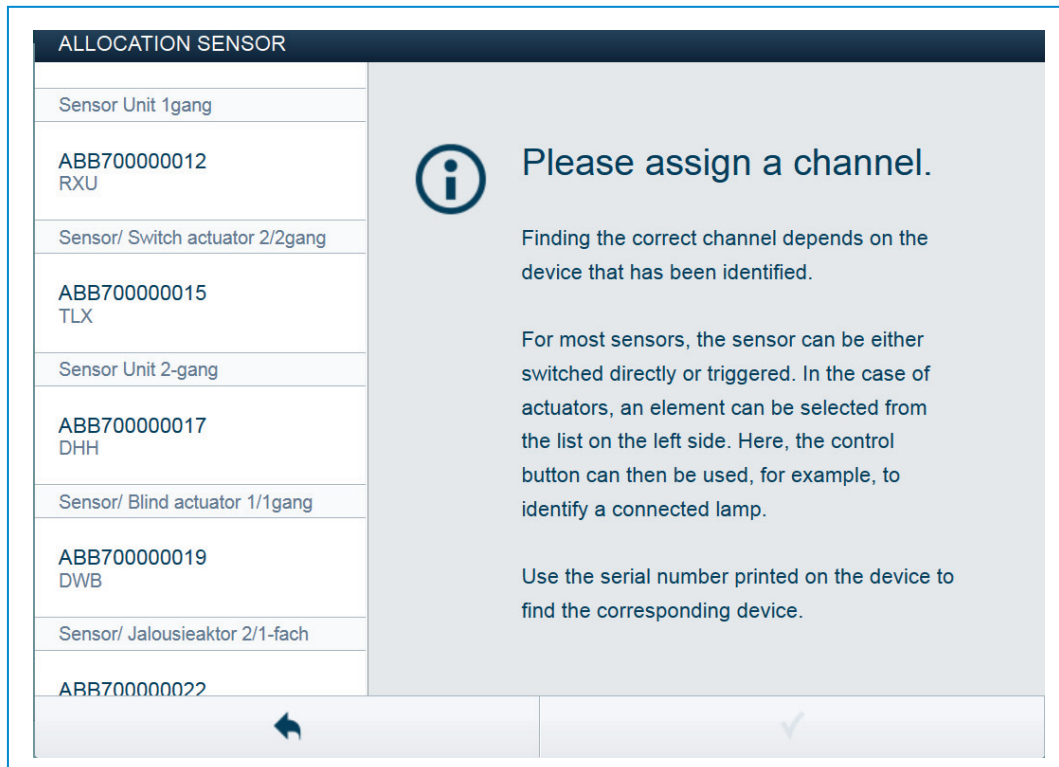 ALLOCATION SENSOR
Sensor Unit 1gang
ABB700000012
RXU
Sensor/ Switch actuator 2/2gang
ABB700000015
TLX
Sensor Unit 2-gang
ABB700000017
DHH
Sensor/ Blind actuator 1/1gang
ABB700000019
DWB
Sensor/ Jalousieaktor 2/1-fach
ABB700000022
Please assign a channel.
Finding the correct channel depends on the
device that has been identified.
For most sensors, the sensor can be either
switched directly or triggered. In the case of
actuators, an element can be selected from
the list on the left side. Here, the control
button can then be used, for example, to
identify a connected lamp.
Use the serial number printed on the device to
find the corresponding device.